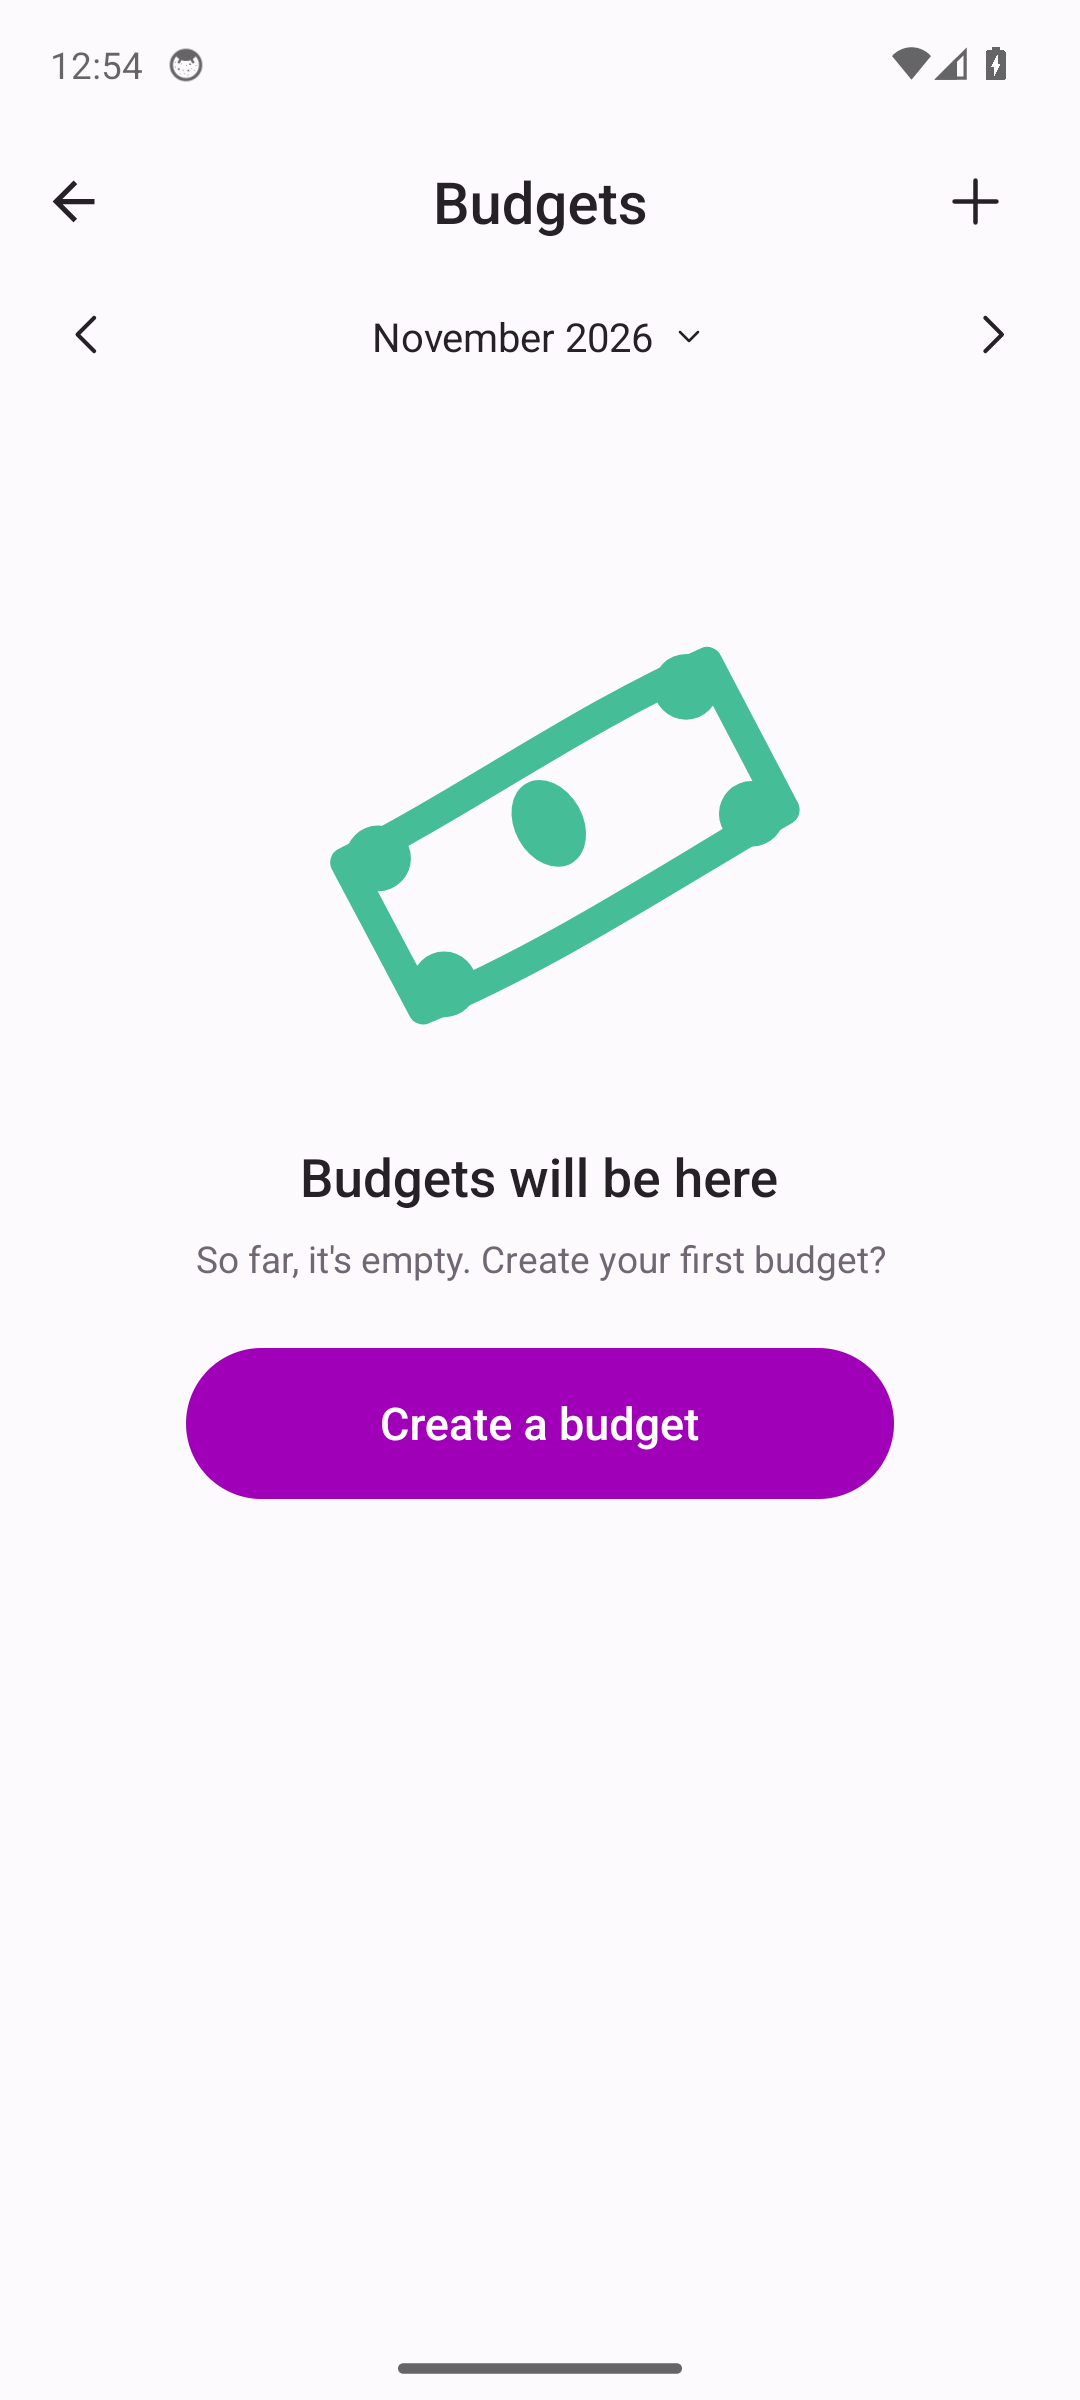 12:54
Budgets
November 2026
Budgets will be here
So far, it's empty. Create your first budget?
Create a budget